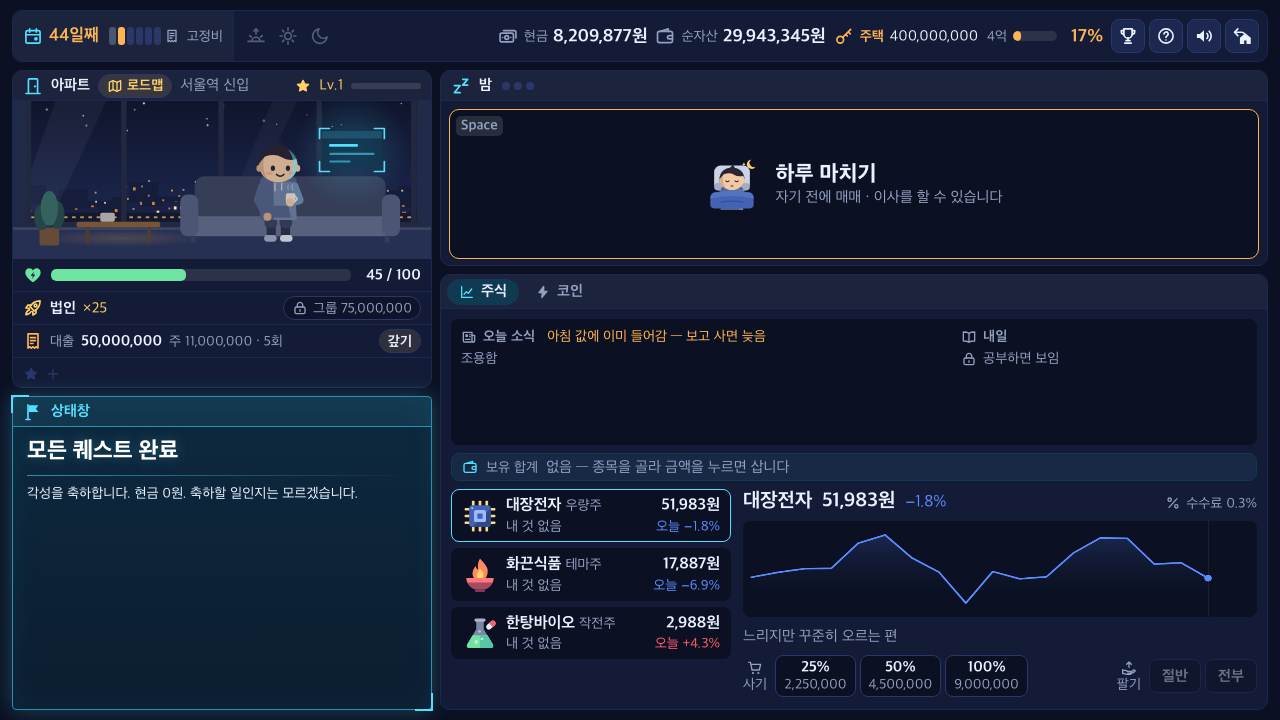 44일째 고정비
현금 8,209,877원 순자산 29,943,345원 주택 400,000,000 4억 17%
아파트 로드맵 서울역 신입 Lv.1
45 / 100
법인 ×25 그룹 75,000,000
대출 50,000,000 주 11,000,000 · 5회 갚기
상태창
모든 퀘스트 완료
각성을 축하합니다. 현금 0원. 축하할 일인지는 모르겠습니다.
밤
Space
하루 마치기
자기 전에 매매 · 이사를 할 수 있습니다
주식 코인
오늘 소식 아침 값에 이미 들어감 — 보고 사면 늦음
조용함
내일
공부하면 보임
보유 합계 없음 — 종목을 골라 금액을 누르면 삽니다
대장전자 우량주 51,983원
내 것 없음 오늘 −1.8%
화끈식품 테마주 17,887원
내 것 없음 오늘 −6.9%
한탕바이오 작전주 2,988원
내 것 없음 오늘 +4.3%
대장전자 51,983원 −1.8% 수수료 0.3%
느리지만 꾸준히 오르는 편
사기
25%
2,250,000
50%
4,500,000
100%
9,000,000
팔기
절반
전부